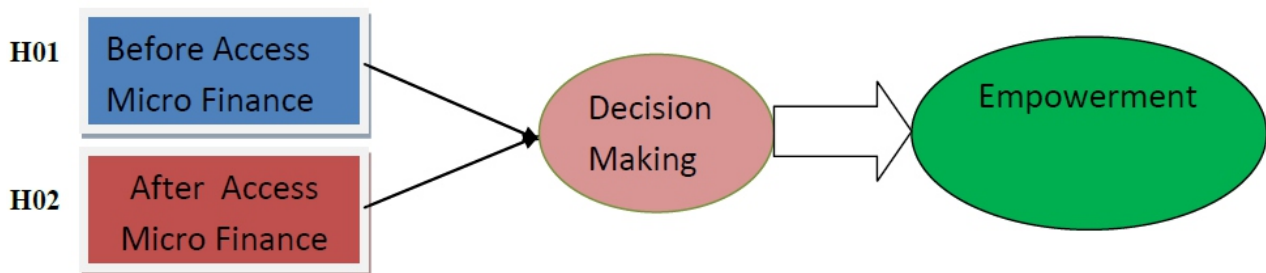 H01
Before Access
Micro Finance
H02
After Access
Micro Finance
Decision
Making
Empowerment